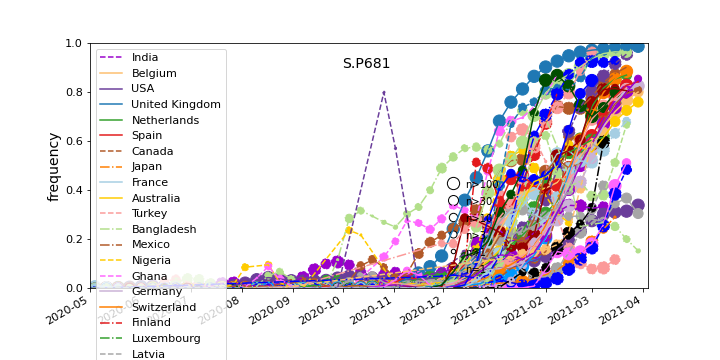 S.P681
frequency
1.0
0.8
0.6
0.4
0.2
0.0
India
Belgium
USA
United Kingdom
Netherlands
Spain
Canada
Japan
France
Australia
Turkey
Bangladesh
Mexico
Nigeria
Ghana
Germany
Switzerland
Finland
Luxembourg
Latvia
n>100
n>30
2020-05
2020-08
2020-09
2020-10
2020-11
2020-12
2021-01
2021-02
2021-03
2021-04